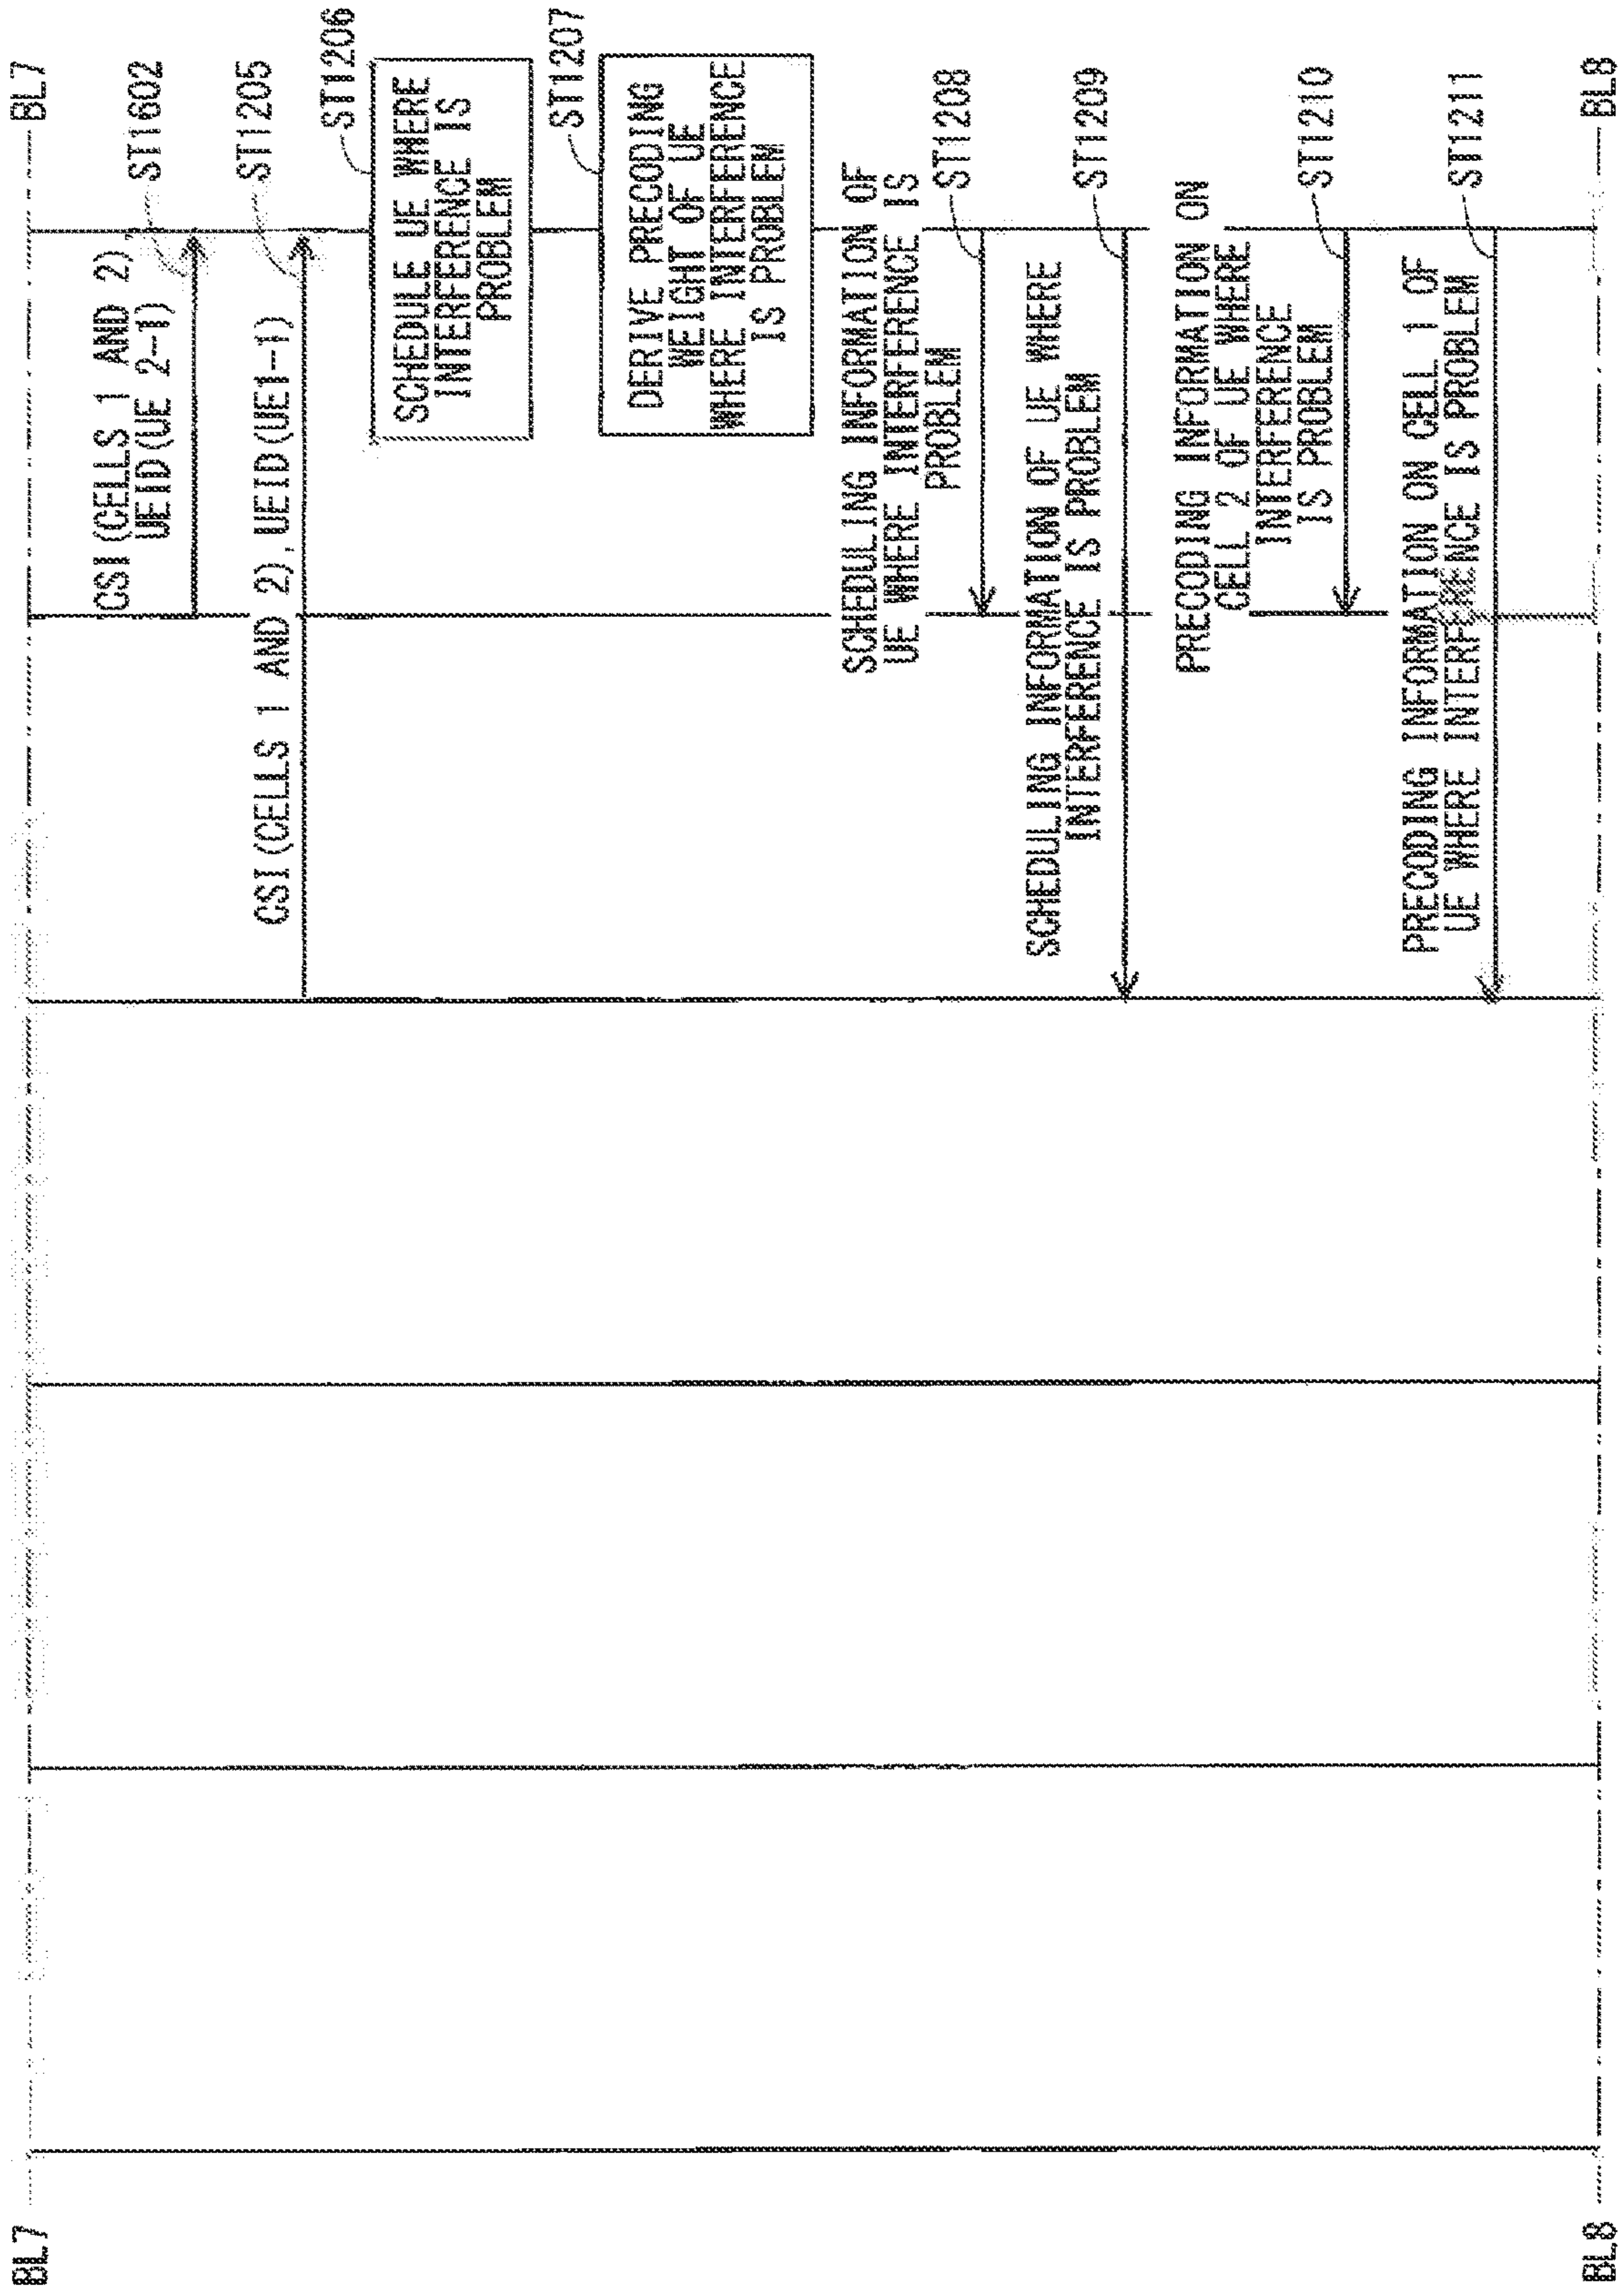 BL7
BL7
CSI (CELLS 1 AND 2),
UEID(UE 2-1)
ST1602
CSI (CELLS 1 AND 2), UEID(UE1-1)
ST1205
ST1206
SCHEDULE UE WHERE
INTERFERENCE IS
PROBLEM
ST1207
DERIVE PRECODING
WEIGHT OF UE
WHERE INTERFERENCE
IS PROBLEM
SCHEDULING INFORMATION OF
UE WHERE INTERFERENCE IS
PROBLEM
ST1208
SCHEDULING INFORMATION OF UE WHERE
INTERFERENCE IS PROBLEM
ST1209
PRECODING INFORMATION ON
CELL 2 OF UE WHERE
INTERFERENCE
IS PROBLEM
ST1210
PRECODING INFORMATION ON CELL 1 OF
UE WHERE INTERFERENCE IS PROBLEM
ST1211
BL8
BL8